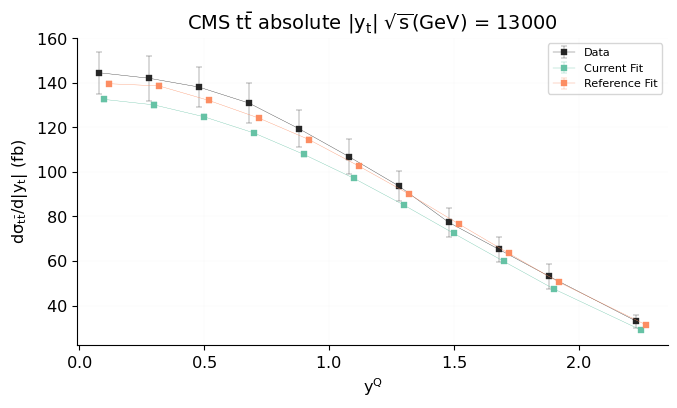 CMS tt̄ absolute |yₜ| √s(GeV) = 13000
160
140
120
100
80
60
40
dσₜₜ̄/d|yₜ| (fb)
Data
Current Fit
Reference Fit
0.0 0.5 1.0 1.5 2.0
y^Q